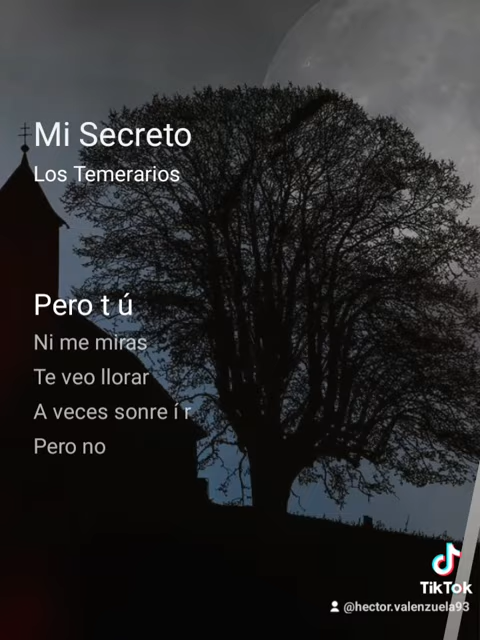 Mi Secreto
Los Temerarios
Pero t ú
Ni me miras
Te veo llorar
A veces sonre í r
Pero no
TikTok
@hector.valenzuela93